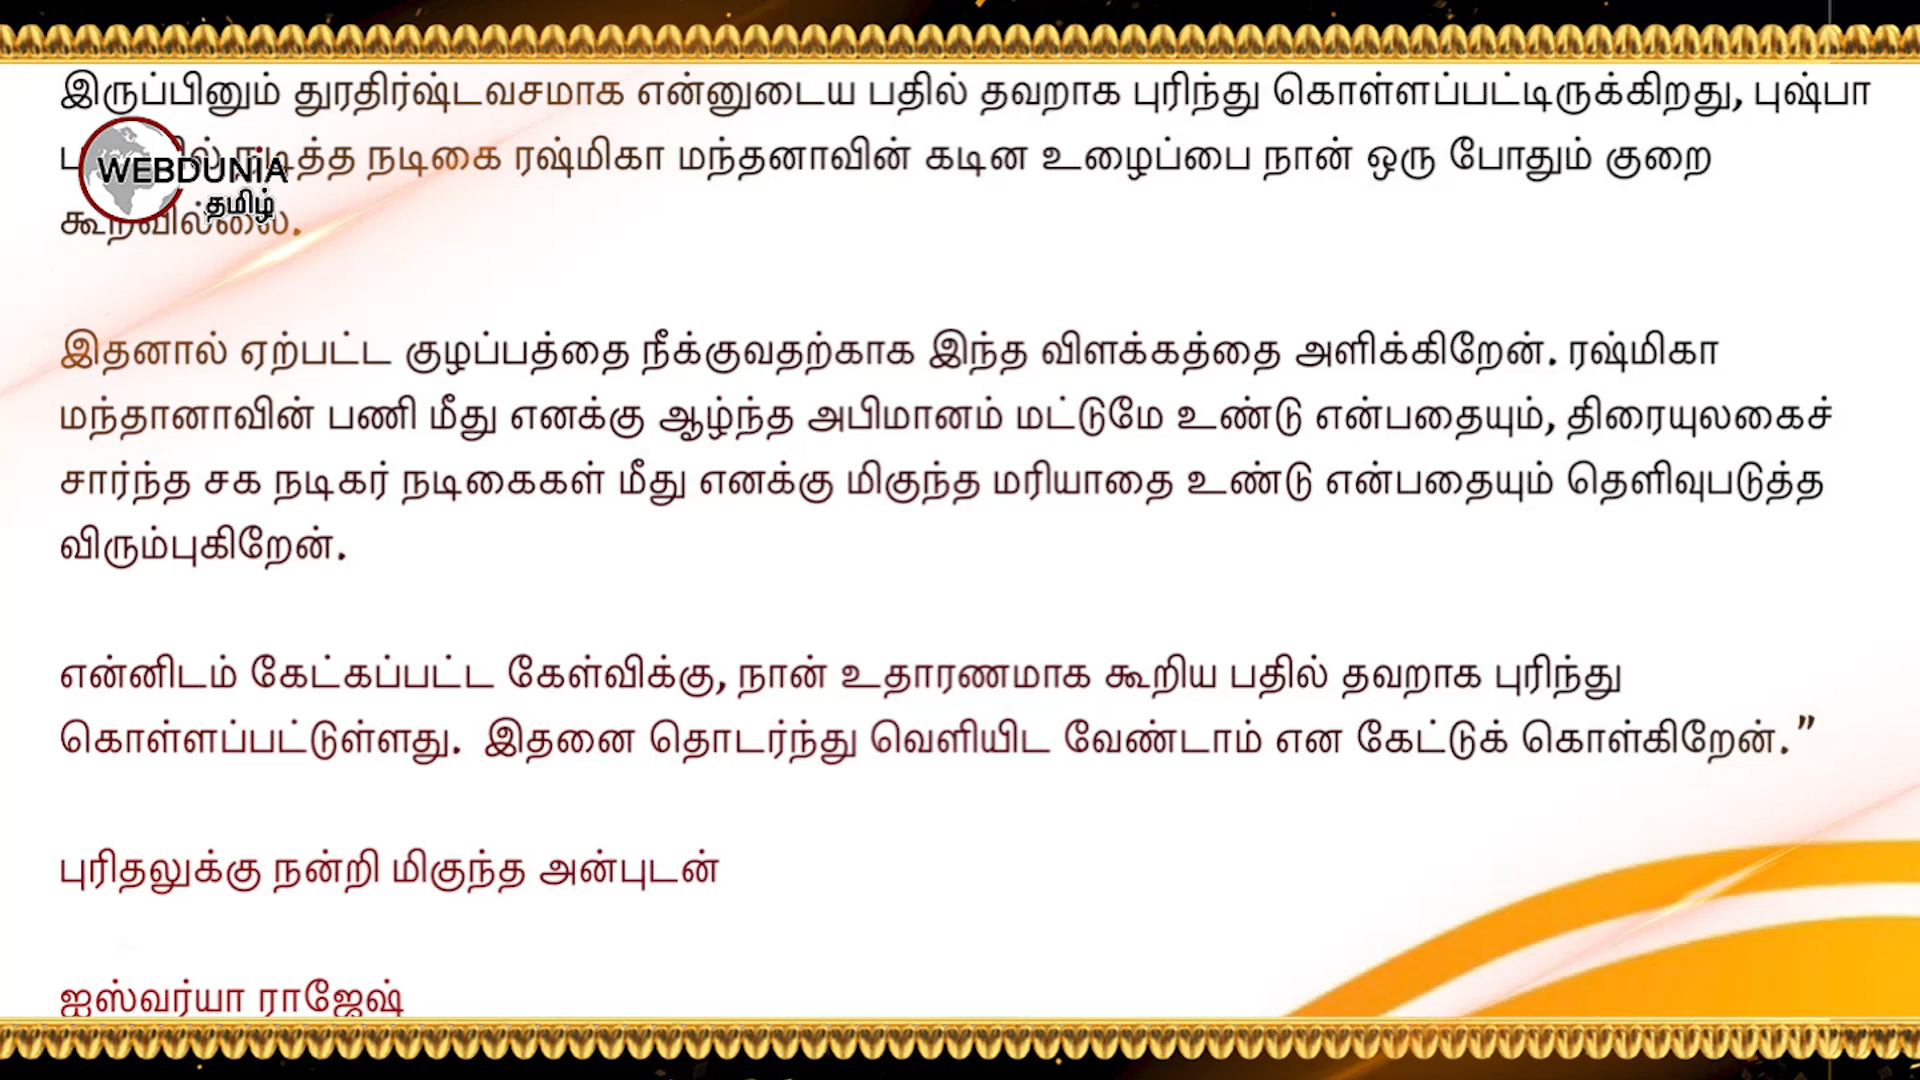 இருப்பினும் துரதிர்ஷ்டவசமாக என்னுடைய பதில் தவறாக புரிந்து கொள்ளப்பட்டிருக்கிறது, புஷ்பா
நடித்த நடிகை ரஷ்மிகா மந்தனாவின் கடின உழைப்பை நான் ஒரு போதும் குறை
WEBDUNIA
தமிழ்
கூறவில்லை.
இதனால் ஏற்பட்ட குழப்பத்தை நீக்குவதற்காக இந்த விளக்கத்தை அளிக்கிறேன். ரஷ்மிகா
மந்தானாவின் பணி மீது எனக்கு ஆழ்ந்த அபிமானம் மட்டுமே உண்டு என்பதையும், திரையுலகைச்
சார்ந்த சக நடிகர் நடிகைகள் மீது எனக்கு மிகுந்த மரியாதை உண்டு என்பதையும் தெளிவுபடுத்த
விரும்புகிறேன்.
என்னிடம் கேட்கப்பட்ட கேள்விக்கு, நான் உதாரணமாக கூறிய பதில் தவறாக புரிந்து
கொள்ளப்பட்டுள்ளது. இதனை தொடர்ந்து வெளியிட வேண்டாம் என கேட்டுக் கொள்கிறேன்.”
புரிதலுக்கு நன்றி மிகுந்த அன்புடன்
ஐஸ்வர்யா ராஜேஷ்